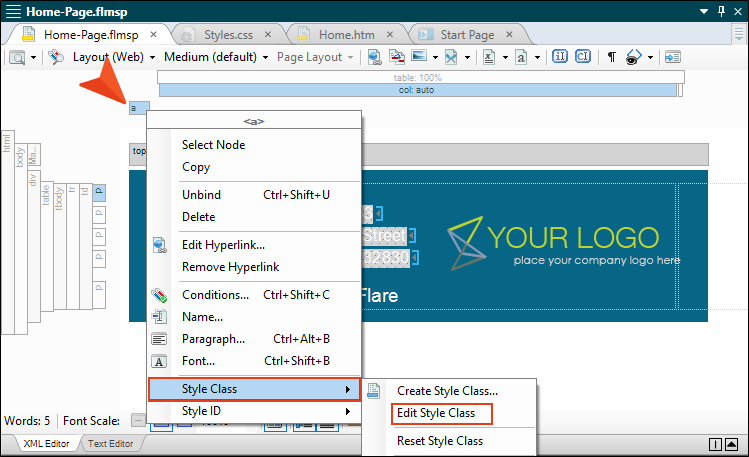 Home-Page.flmsp
Home-Page.flmsp Styles.css Home.htm Start Page
Layout (Web) Medium (default) Page Layout
table: 100%
col: auto
a
<a>
Select Node
Copy
Unbind Ctrl+Shift+U
Delete
Edit Hyperlink...
Remove Hyperlink
Conditions... Ctrl+Shift+C
Name...
Paragraph... Ctrl+Alt+B
Font... Ctrl+Shift+B
Style Class
Style ID
Create Style Class...
Edit Style Class
Reset Style Class
html
body
Ma...
div
table
tbody
tr
td
p
p
p
p
p
top
3
Street
32830
Flare
YOUR LOGO
place your company logo here
Words: 5 Font Scale:
XML Editor Text Editor